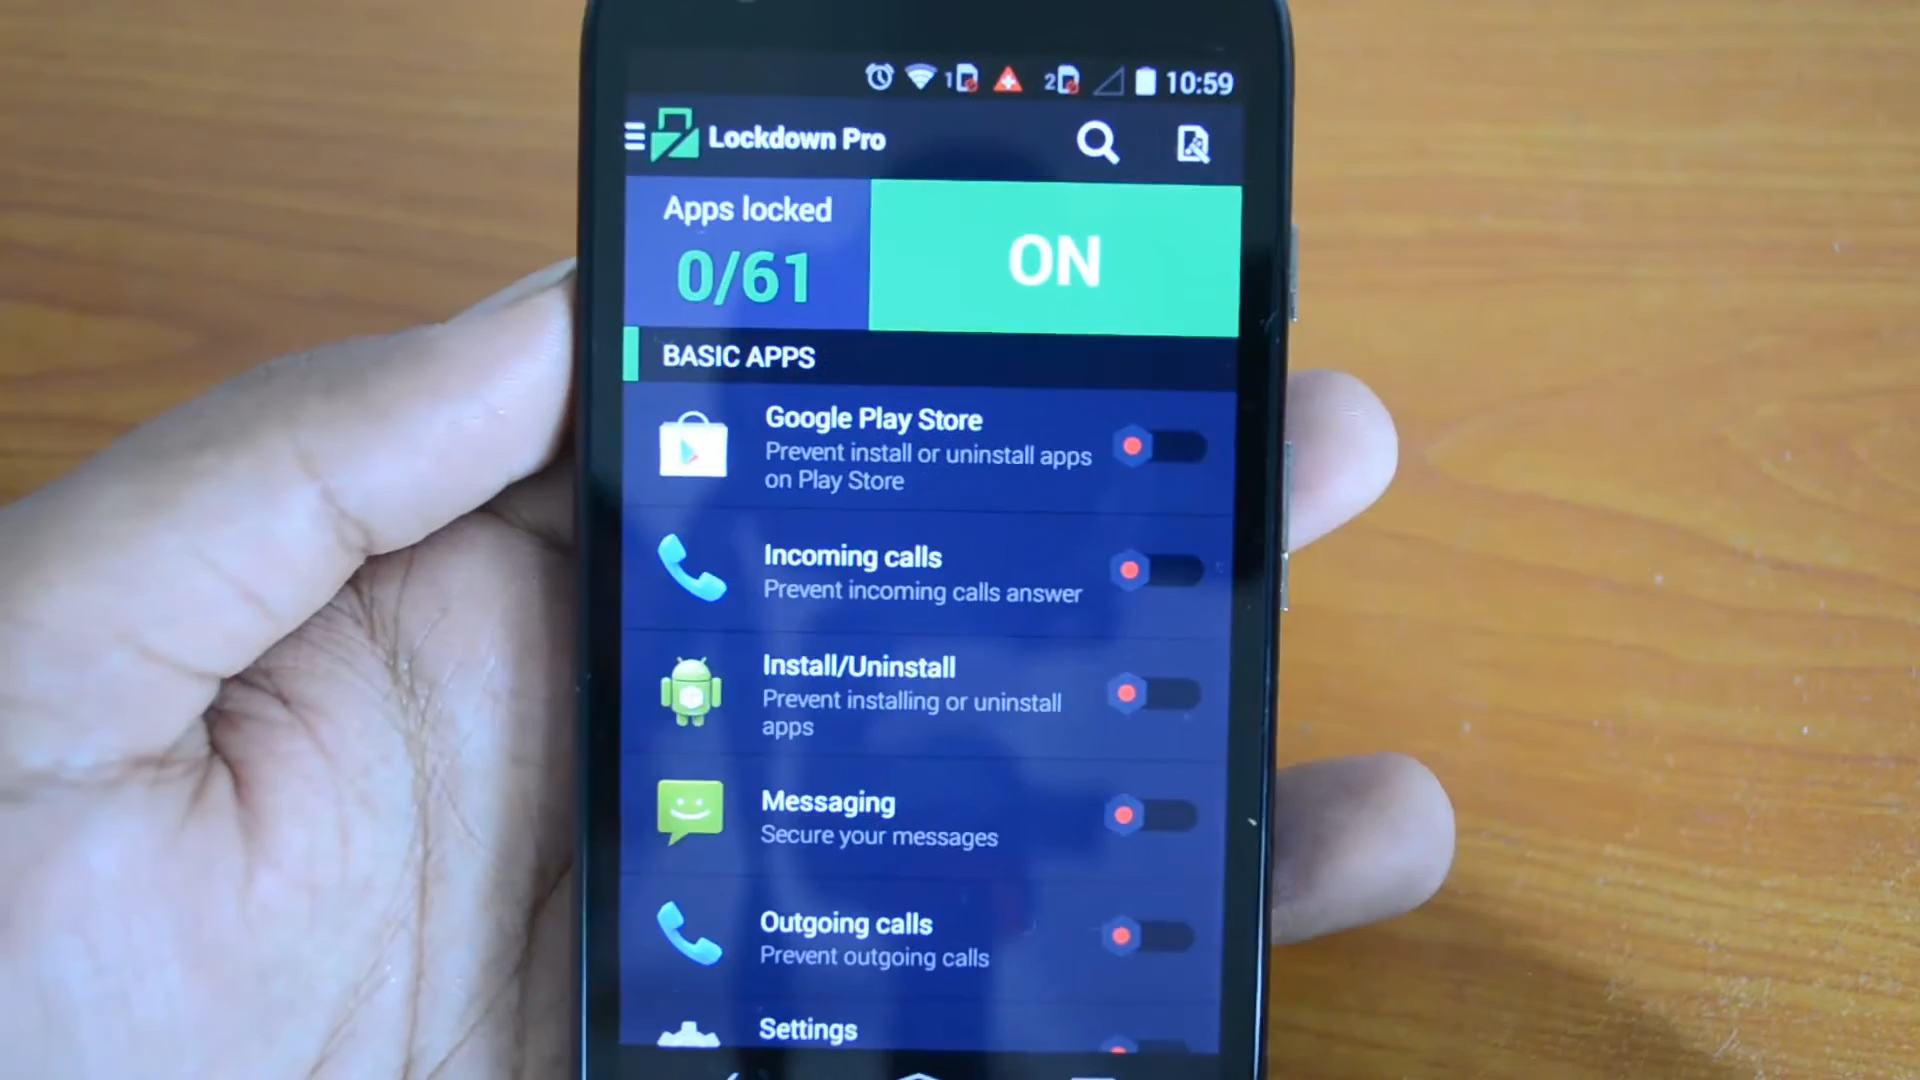 1 2 10:59
Lockdown Pro
Apps locked
0/61
ON
BASIC APPS
Google Play Store
Prevent install or uninstall apps
on Play Store
Incoming calls
Prevent incoming calls answer
Install/Uninstall
Prevent installing or uninstall
apps
Messaging
Secure your messages
Outgoing calls
Prevent outgoing calls
Settings